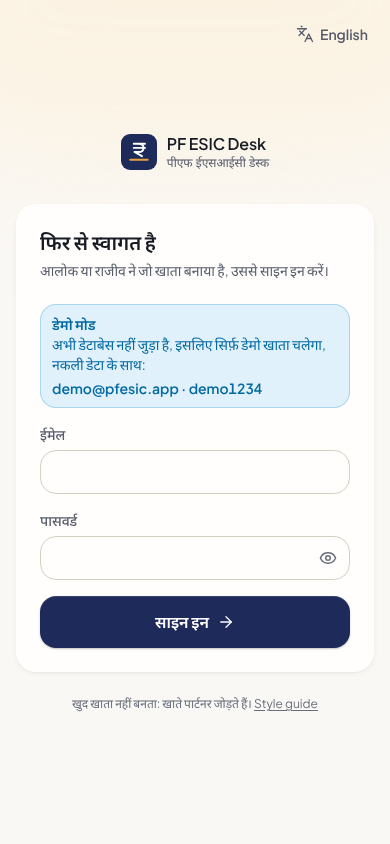 English
₹
PF ESIC Desk
पीएफ ईएसआईसी डेस्क
फिर से स्वागत है
आलोक या राजीव ने जो खाता बनाया है, उससे साइन इन करें।
डेमो मोड
अभी डेटाबेस नहीं जुड़ा है, इसलिए सिर्फ़ डेमो खाता चलेगा,
नकली डेटा के साथ:
demo@pfesic.app · demo1234
ईमेल
पासवर्ड
साइन इन →
खुद खाता नहीं बनता: खाते पार्टनर जोड़ते हैं। Style guide